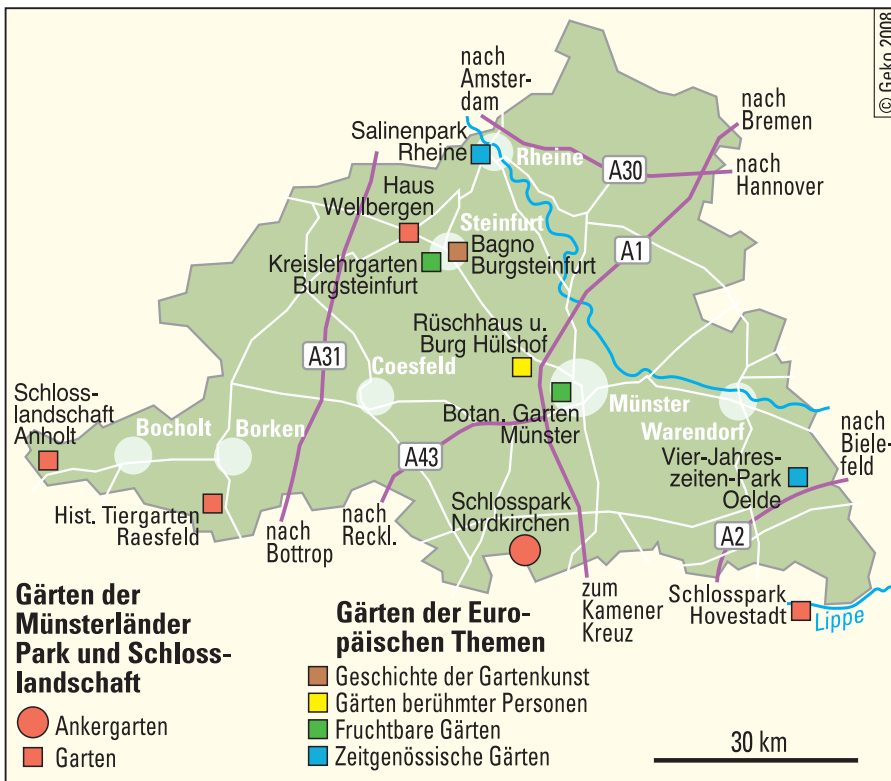 © Geko 2008
nach
Amster-
dam
nach
Bremen
Salinenpark
Rheine
Rheine
A30
nach
Hannover
Haus
Wellbergen
Steinfurt
Bagno
Burgsteinfurt
Kreislehrgarten
Burgsteinfurt
A1
Rüschhaus u.
Burg Hülshof
A31
Coesfeld
Schloss-
landschaft
Anholt
Bocholt
Borken
Münster
Botan. Garten
Münster
Warendorf
nach
Biele-
feld
A43
Vier-Jahres-
zeiten-Park
Oelde
Schlosspark
Nordkirchen
Hist. Tiergarten
Raesfeld
nach
Bottrop
nach
Reckl.
A2
zum
Kamener
Kreuz
Schlosspark
Hovestadt
Lippe
Gärten der
Münsterländer
Park und Schloss-
landschaft
Ankergarten
Garten
Gärten der Euro-
päischen Themen
Geschichte der Gartenkunst
Gärten berühmter Personen
Fruchtbare Gärten
Zeitgenössische Gärten
30 km